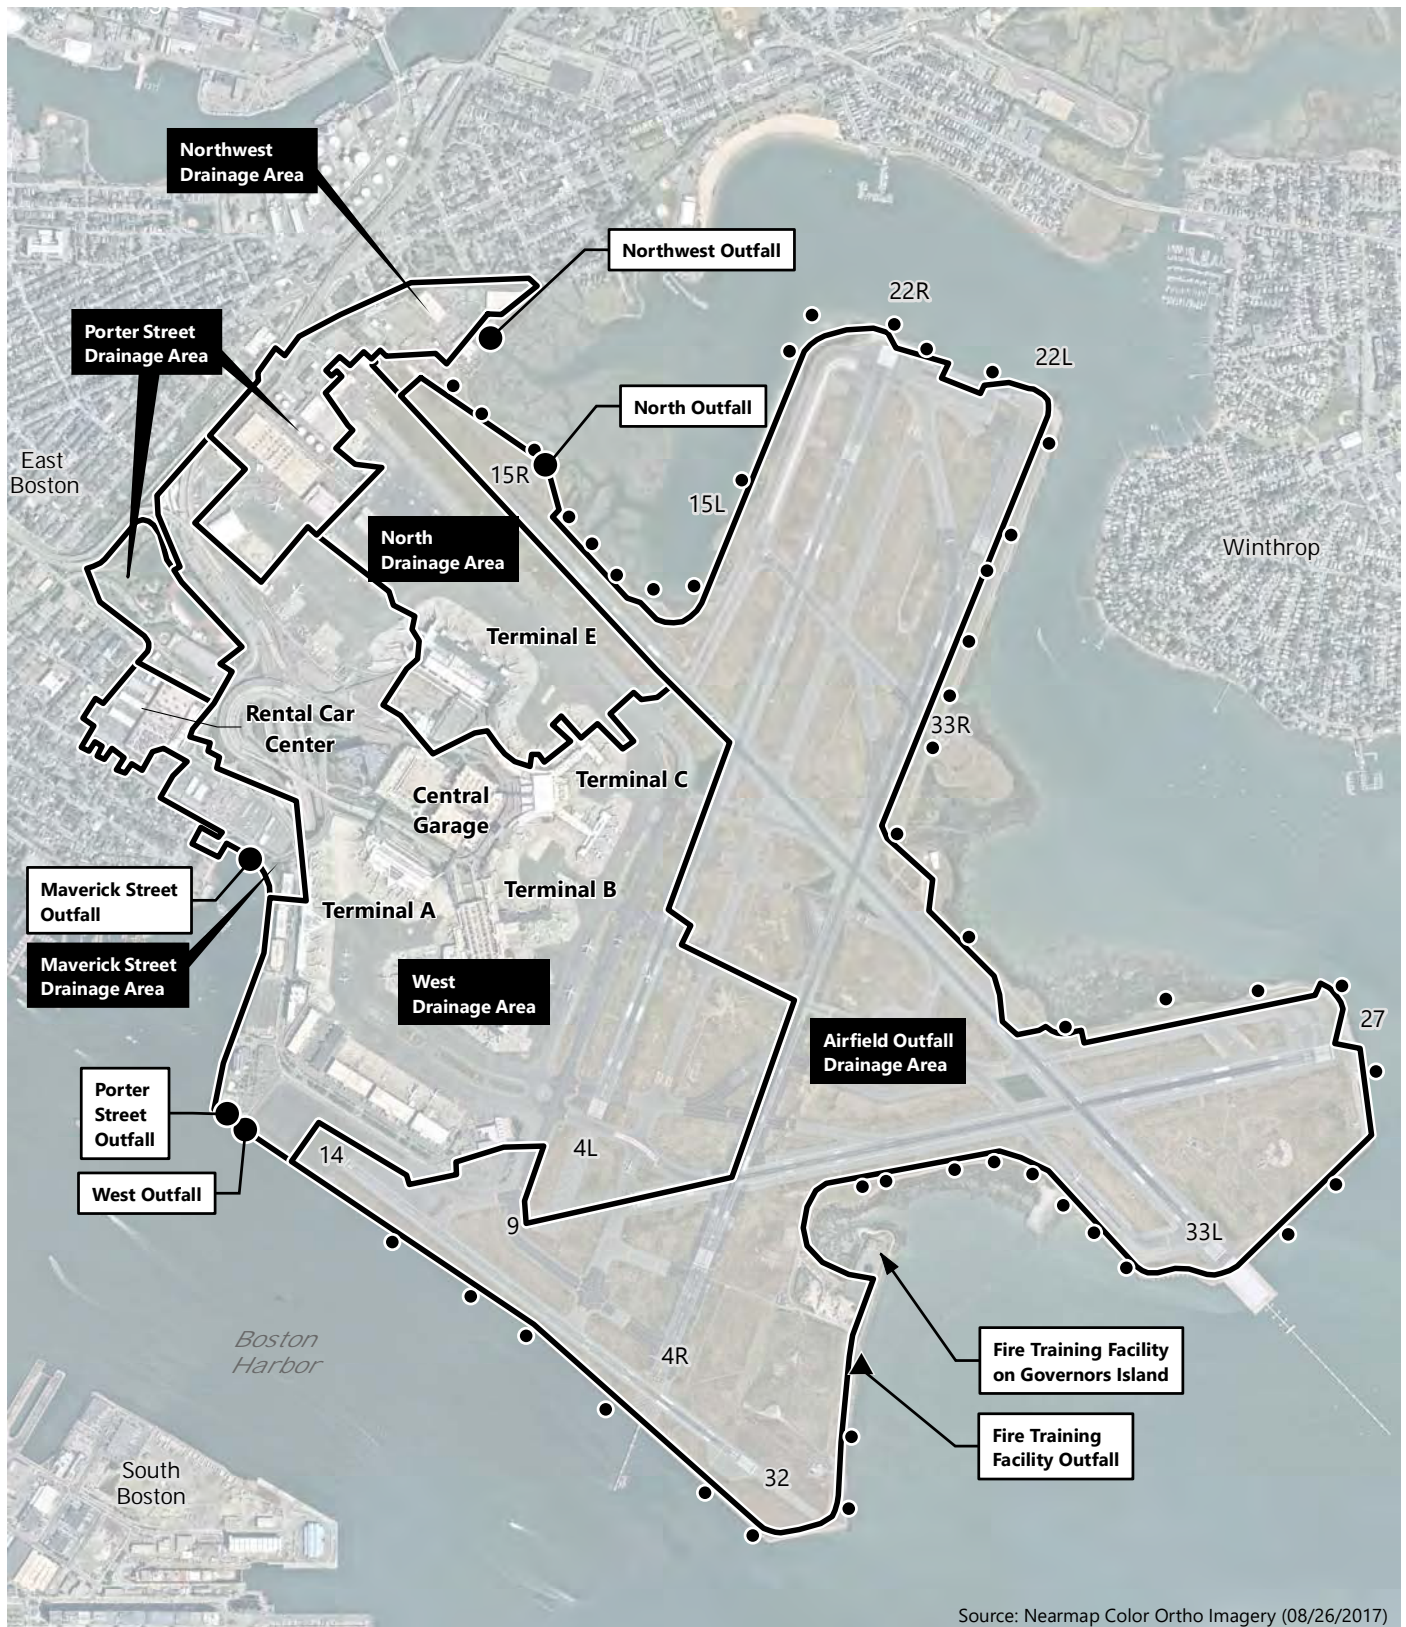 Northwest
Drainage Area
Northwest Outfall
22R
Porter Street
Drainage Area
22L
North Outfall
East
Boston
15R
15L
North
Drainage Area
Winthrop
Terminal E
Rental Car
Center
33R
Terminal C
Central
Garage
Maverick Street
Outfall
Terminal B
Terminal A
Maverick Street
Drainage Area
West
Drainage Area
27
Airfield Outfall
Drainage Area
Porter
Street
Outfall
14
4L
West Outfall
9
33L
Boston
Harbor
4R
Fire Training Facility
on Governors Island
Fire Training
Facility Outfall
South
Boston
32
Source: Nearmap Color Ortho Imagery (08/26/2017)